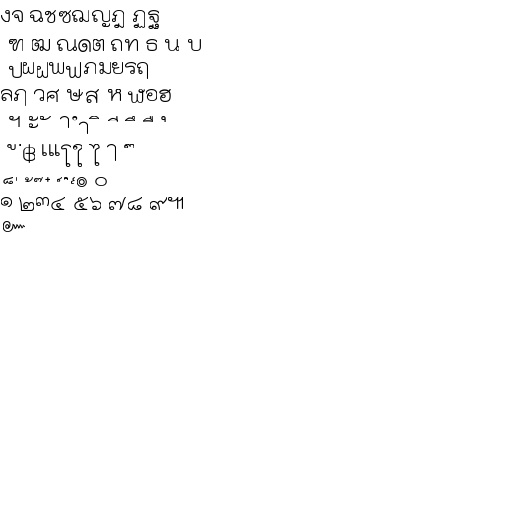 งจ ฉชซฌญฎ ฏฐ
ฑ ฒ ณดต ถท ธ น บ
ปผฝพฟภมยรฤ
ลฦ วศ ษส ห ฬอฮ
ฯ ะ ั า ำ ิ ี ึ ื ุ
ู ฺ ฿ เแโใ ไ ๅ ๆ
็ ่ ้ ๊ ๋ ์ ํ ๎ ๏ ๐
๑ ๒๓๔ ๕๖ ๗๘ ๙๚
๛